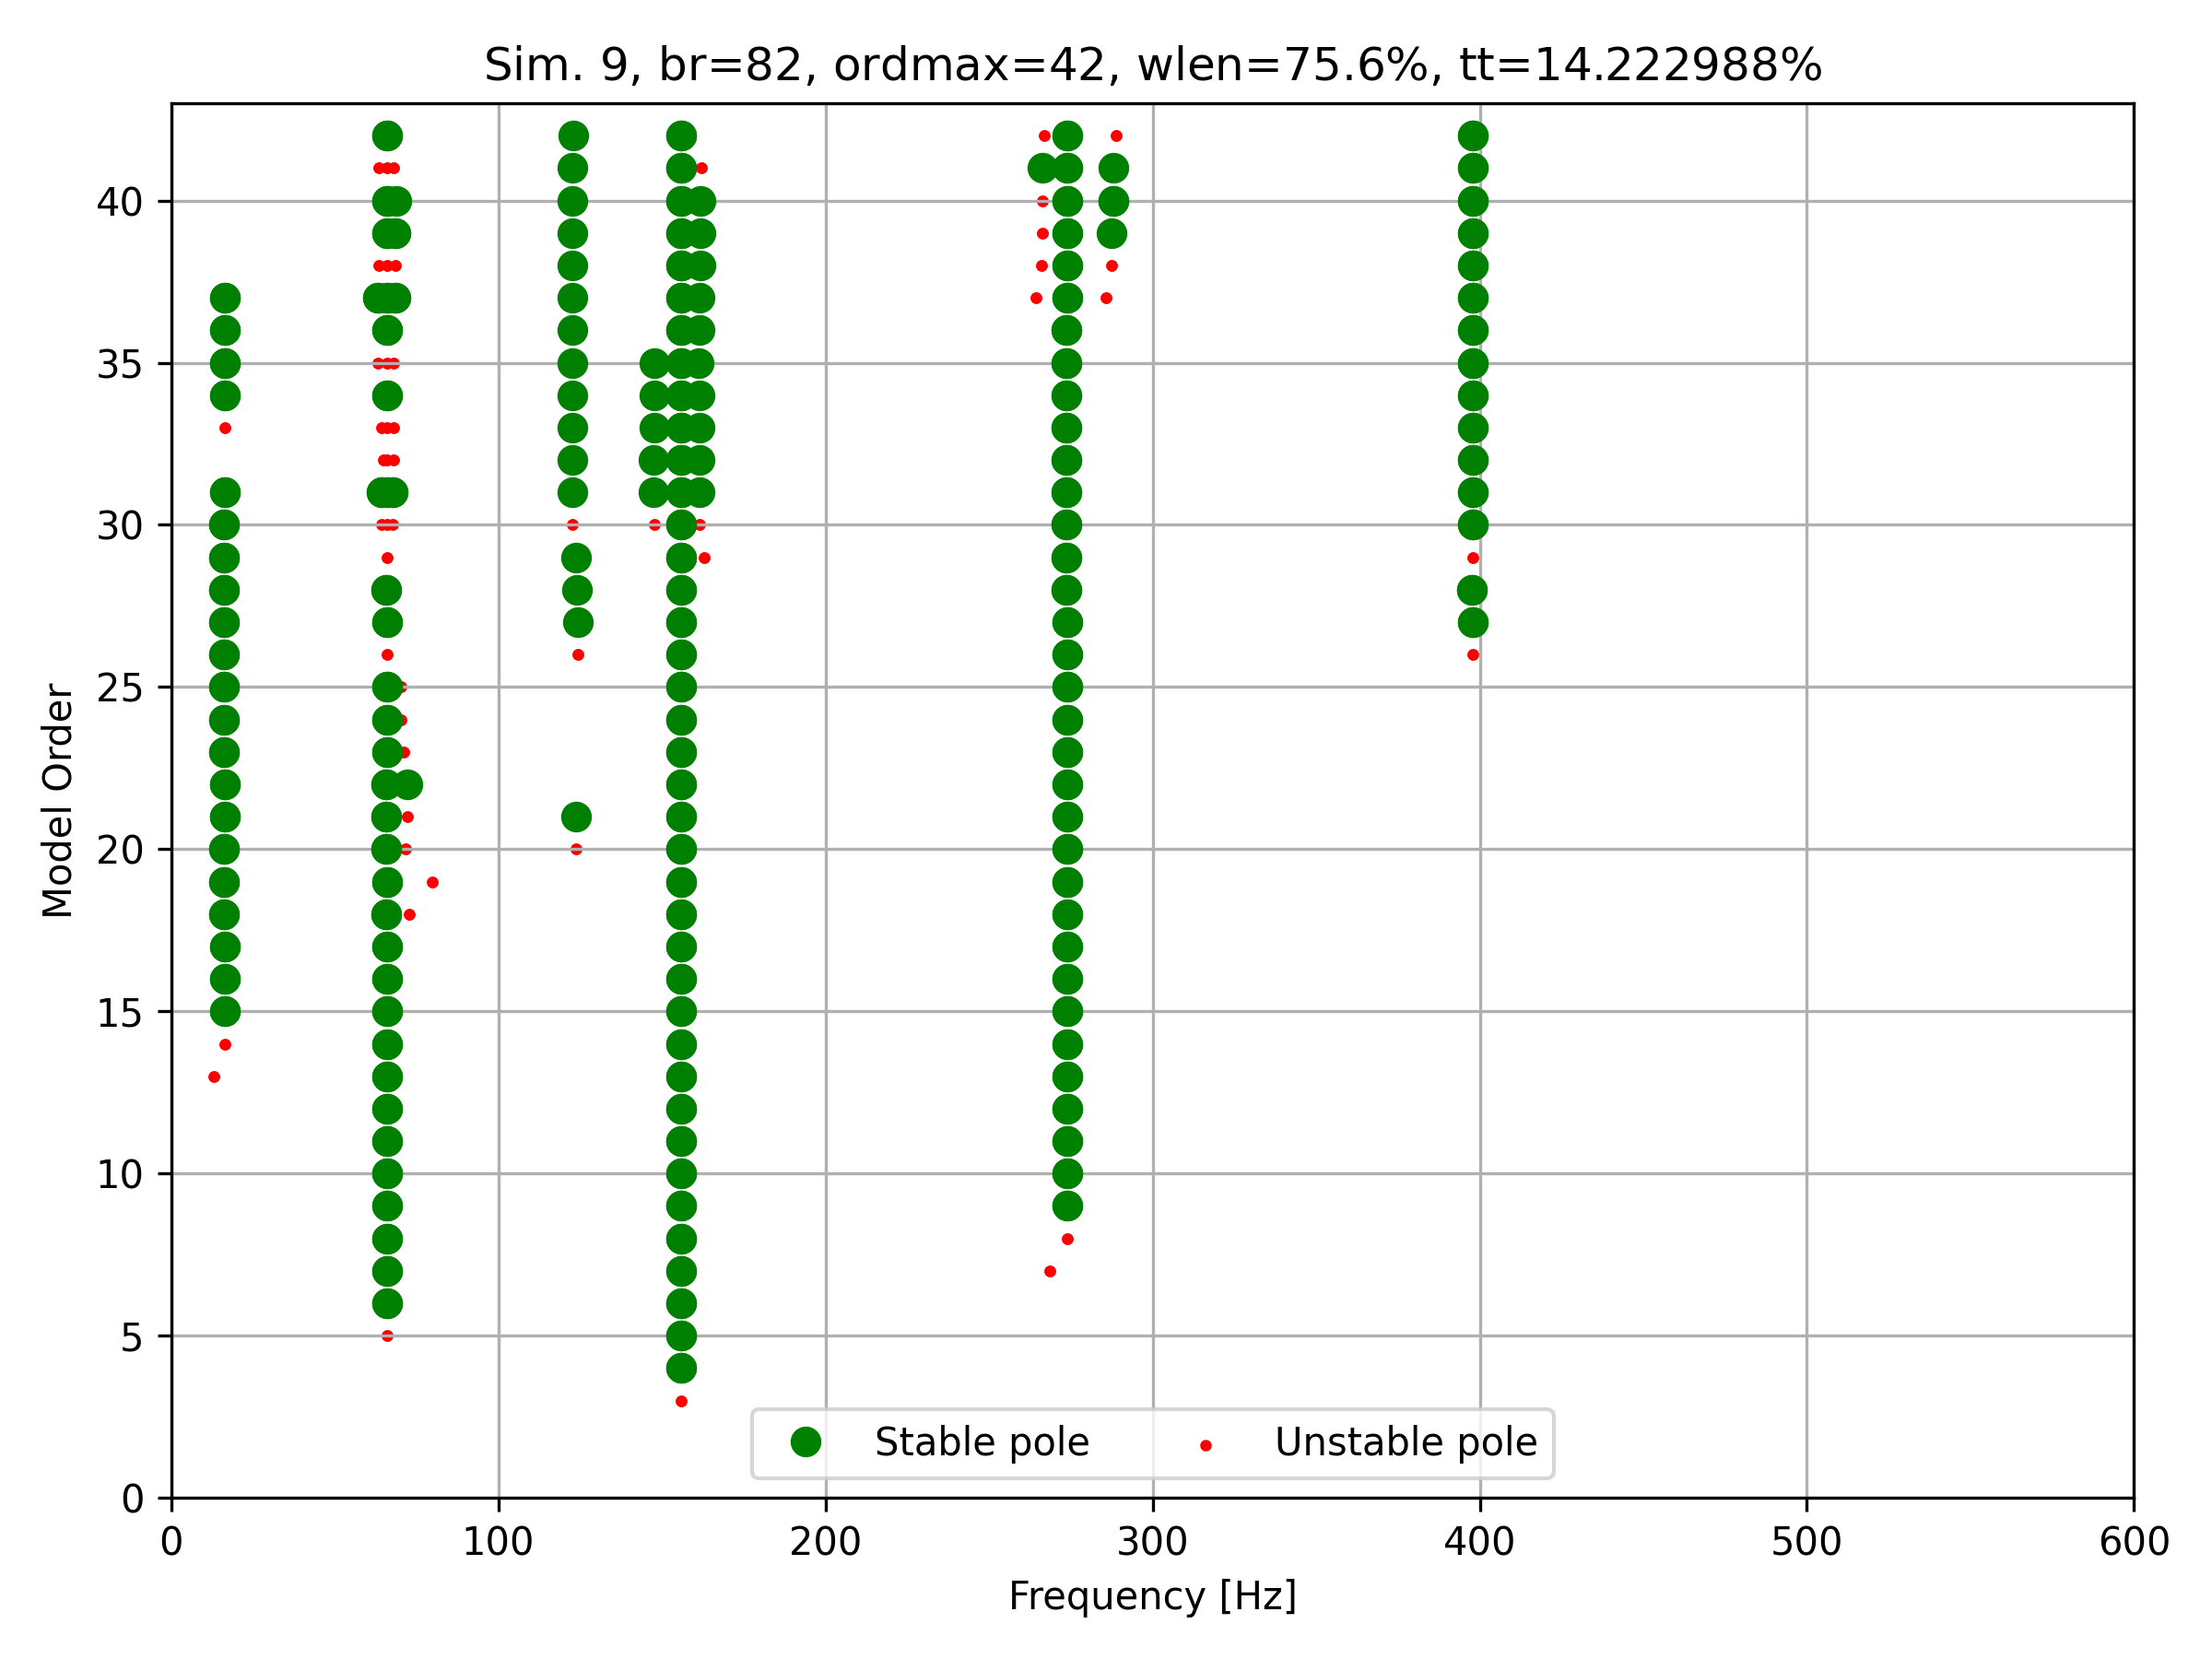 Sim. 9, br=82, ordmax=42, wlen=75.6%, tt=14.222988%
40
35
30
25
20
15
10
5
0
Model Order
Stable pole Unstable pole
0 100 200 300 400 500 600
Frequency [Hz]